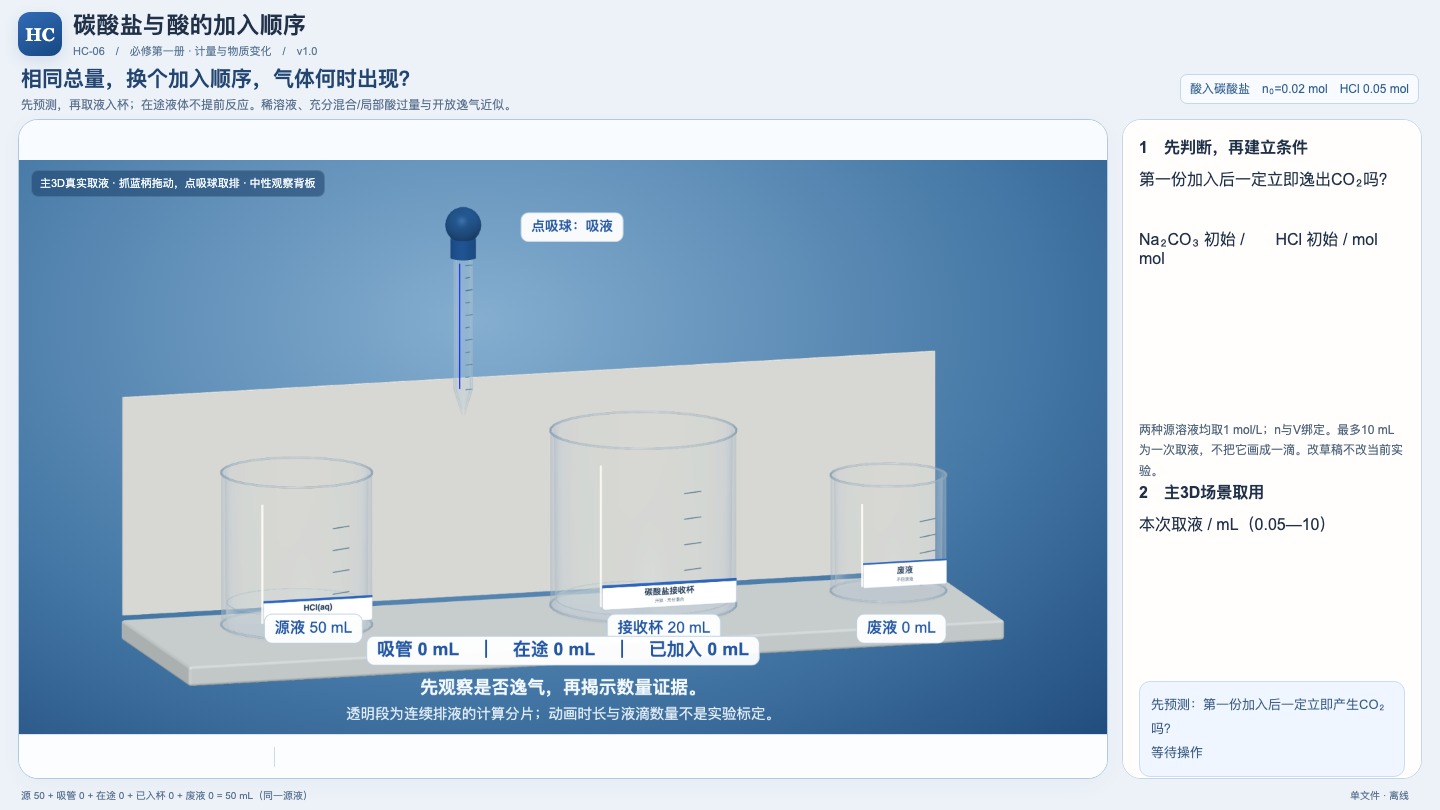 HC
碳酸盐与酸的加入顺序
HC-06 / 必修第一册 · 计量与物质变化 / v1.0
相同总量，换个加入顺序，气体何时出现？
先预测，再取液入杯；在途液体不提前反应。稀溶液、充分混合/局部酸过量与开放逸气近似。
酸入碳酸盐 n₀=0.02 mol HCl 0.05 mol
主3D真实取液 · 抓蓝柄拖动，点吸球取排 · 中性观察背板
点吸球：吸液
HCl(aq)
碳酸盐接收杯
废液
源液 50 mL
接收杯 20 mL
废液 0 mL
吸管 0 mL ｜ 在途 0 mL ｜ 已加入 0 mL
先观察是否逸气，再揭示数量证据。
透明段为连续排液的计算分片；动画时长与液滴数量不是实验标定。
1 先判断，再建立条件
第一份加入后一定立即逸出CO₂吗？
Na₂CO₃ 初始 / mol
HCl 初始 / mol
两种源溶液均取1 mol/L；n与V绑定。最多10 mL
为一次取液，不把它画成一滴。改草稿不改当前实
验。
2 主3D场景取用
本次取液 / mL（0.05—10）
先预测：第一份加入后一定立即产生CO₂
吗？
等待操作
源 50 + 吸管 0 + 在途 0 + 已入杯 0 + 废液 0 = 50 mL（同一源液）
单文件 · 离线